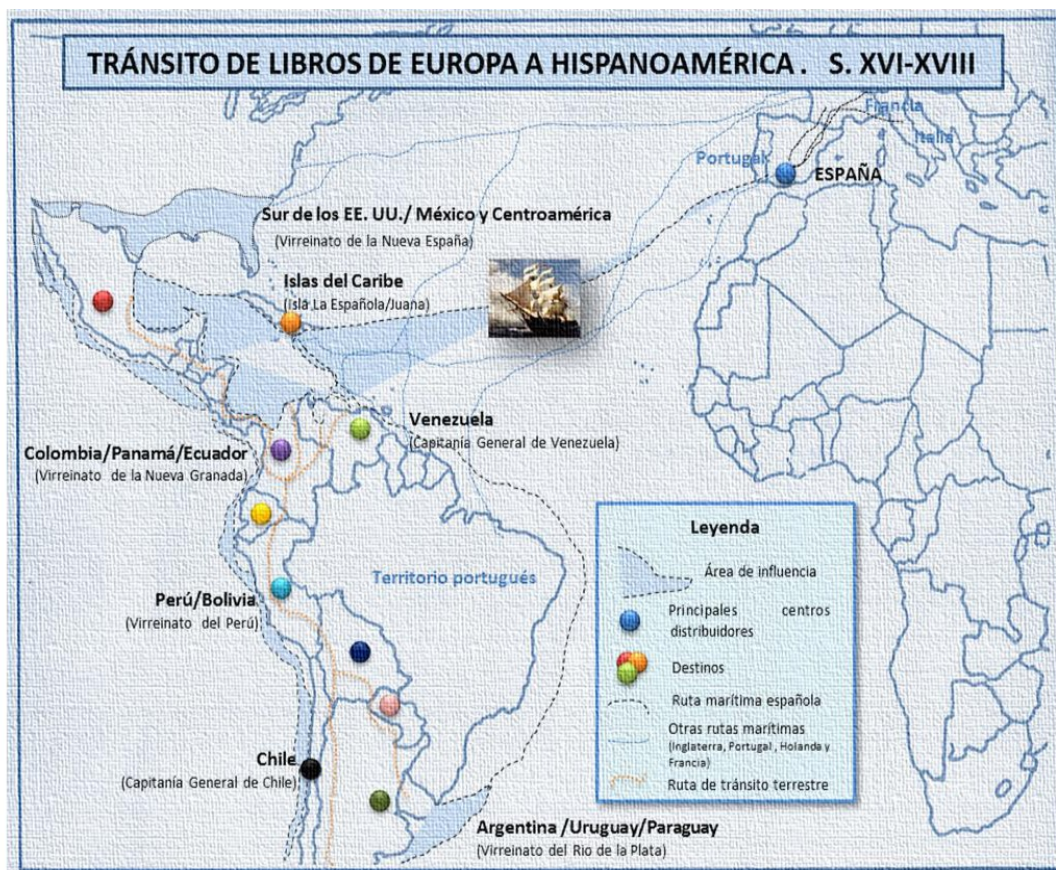 TRÁNSITO DE LIBROS DE EUROPA A HISPANOAMÉRICA. S. XVI-XVIII
Francia
Italia
Portugal
ESPAÑA
Sur de los EE. UU./ México y Centroamérica
(Virreinato de la Nueva España)
Islas del Caribe
(Isla La Española/Juana)
Venezuela
(Capitanía General de Venezuela)
Colombia/Panamá/Ecuador
(Virreinato de la Nueva Granada)
Territorio portugués
Perú/Bolivia
(Virreinato del Perú)
Chile
(Capitanía General de Chile)
Argentina /Uruguay/Paraguay
(Virreinato del Rio de la Plata)
Leyenda
Área de influencia
Principales centros
distribuidores
Destinos
Ruta marítima española
Otras rutas marítimas
(Inglaterra, Portugal , Holanda y
Francia)
Ruta de tránsito terrestre